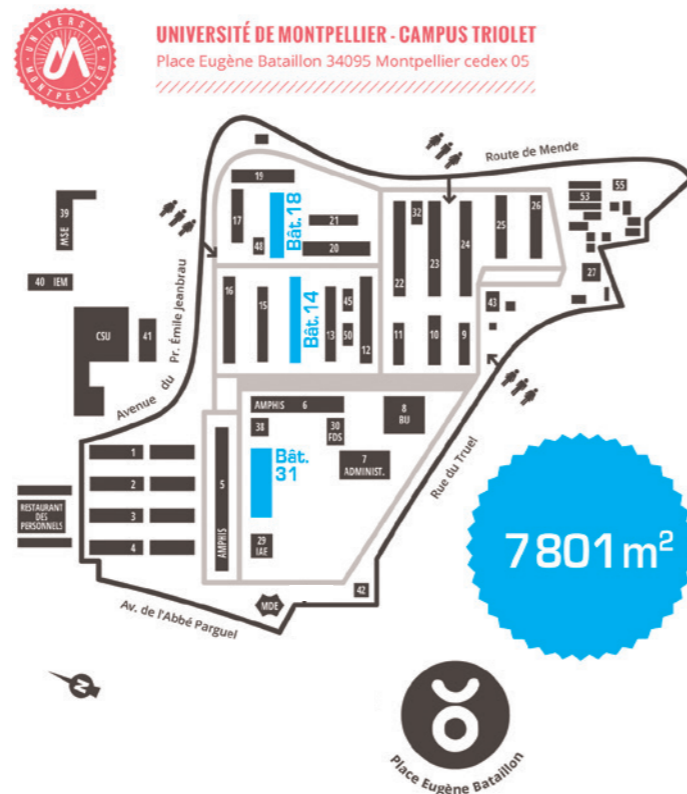 UNIVERSITÉ
MONTPELLIER
UNIVERSITÉ DE MONTPELLIER - CAMPUS TRIOLET
Place Eugène Bataillon 34095 Montpellier cedex 05
Route de Mende
19
17
Bât.18
48
21
20
32
22
23
24
25
26
53
55
27
39
MSE
40 IEM
CSU
41
Avenue du Pr. Émile Jeanbrau
16
15
Bât.14
13
45
50
12
11
10
9
43
AMPHIS 6
38
30
FDS
8
BU
7
ADMINIST.
Bât.
31
29
IAE
5
AMPHIS
1
2
3
4
RESTAURANT
DES
PERSONNELS
Rue du Truel
42
MDE
Av. de l'Abbé Parguel
7801m²
N
Place Eugène Bataillon